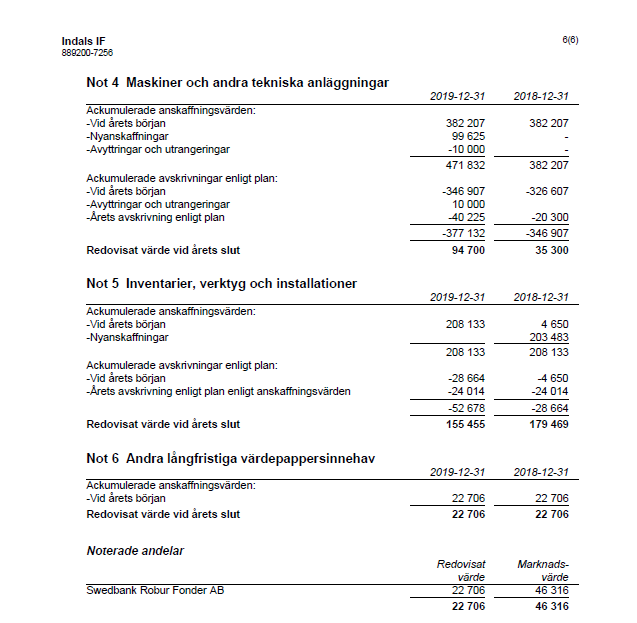 Indals IF 6(6)
889200-7256
Not 4 Maskiner och andra tekniska anläggningar
2019-12-31 2018-12-31
Ackumulerade anskaffningsvärden:
-Vid årets början 382 207 382 207
-Nyanskaffningar 99 625 -
-Avyttringar och utrangeringar -10 000 -
471 832 382 207
Ackumulerade avskrivningar enligt plan:
-Vid årets början -346 907 -326 607
-Avyttringar och utrangeringar 10 000
-Årets avskrivning enligt plan -40 225 -20 300
-377 132 -346 907
Redovisat värde vid årets slut 94 700 35 300
Not 5 Inventarier, verktyg och installationer
2019-12-31 2018-12-31
Ackumulerade anskaffningsvärden:
-Vid årets början 208 133 4 650
-Nyanskaffningar 203 483
208 133 208 133
Ackumulerade avskrivningar enligt plan:
-Vid årets början -28 664 -4 650
-Årets avskrivning enligt plan enligt anskaffningsvärden -24 014 -24 014
-52 678 -28 664
Redovisat värde vid årets slut 155 455 179 469
Not 6 Andra långfristiga värdepappersinnehav
2019-12-31 2018-12-31
Ackumulerade anskaffningsvärden:
-Vid årets början 22 706 22 706
Redovisat värde vid årets slut 22 706 22 706
Noterade andelar
Redovisat Marknads-
värde värde
Swedbank Robur Fonder AB 22 706 46 316
22 706 46 316